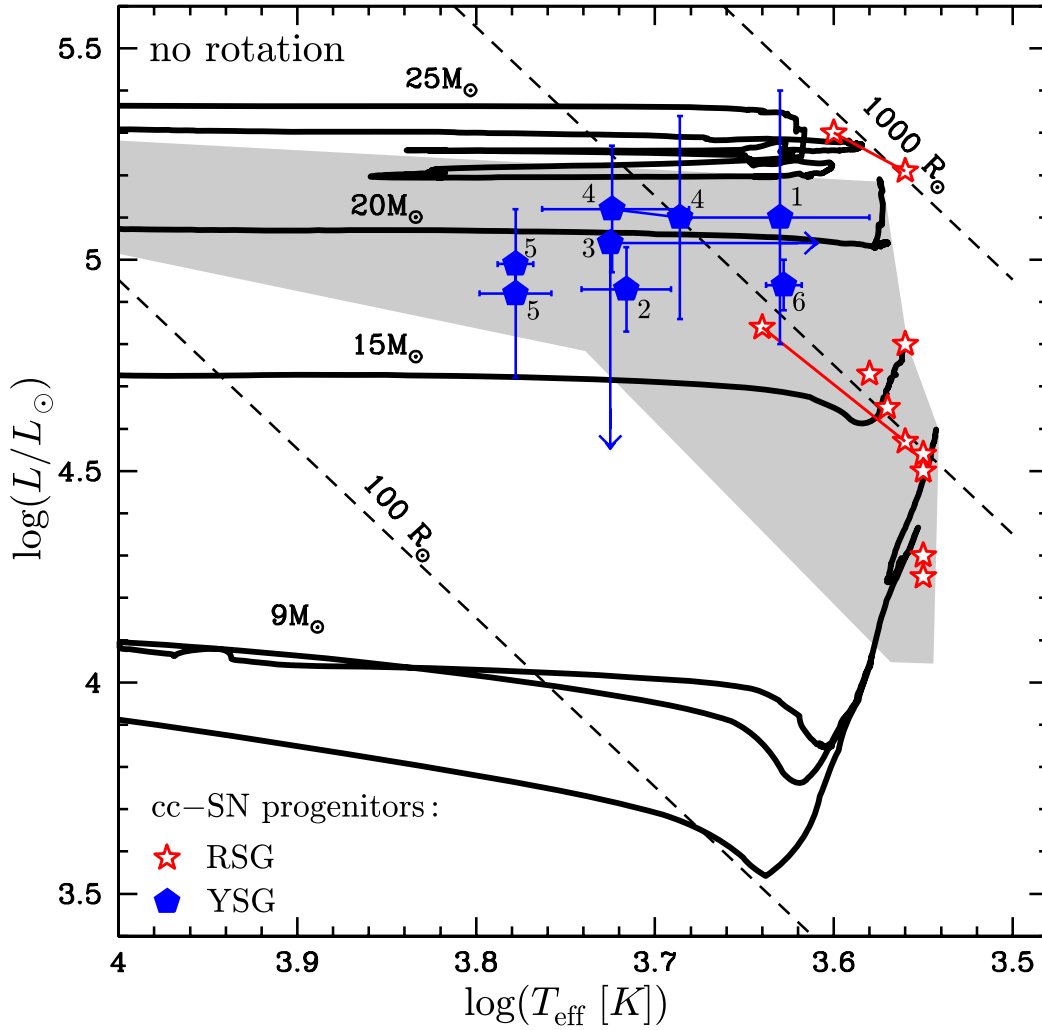 no rotation
25M⊙
1000 R⊙
20M⊙
4
4
1
3
5
5
2
6
15M⊙
100 R⊙
9M⊙
cc−SN progenitors:
RSG
YSG
5.5
5
4.5
4
3.5
log(L/L⊙)
4
3.9
3.8
3.7
3.6
3.5
log(T_eff [K])